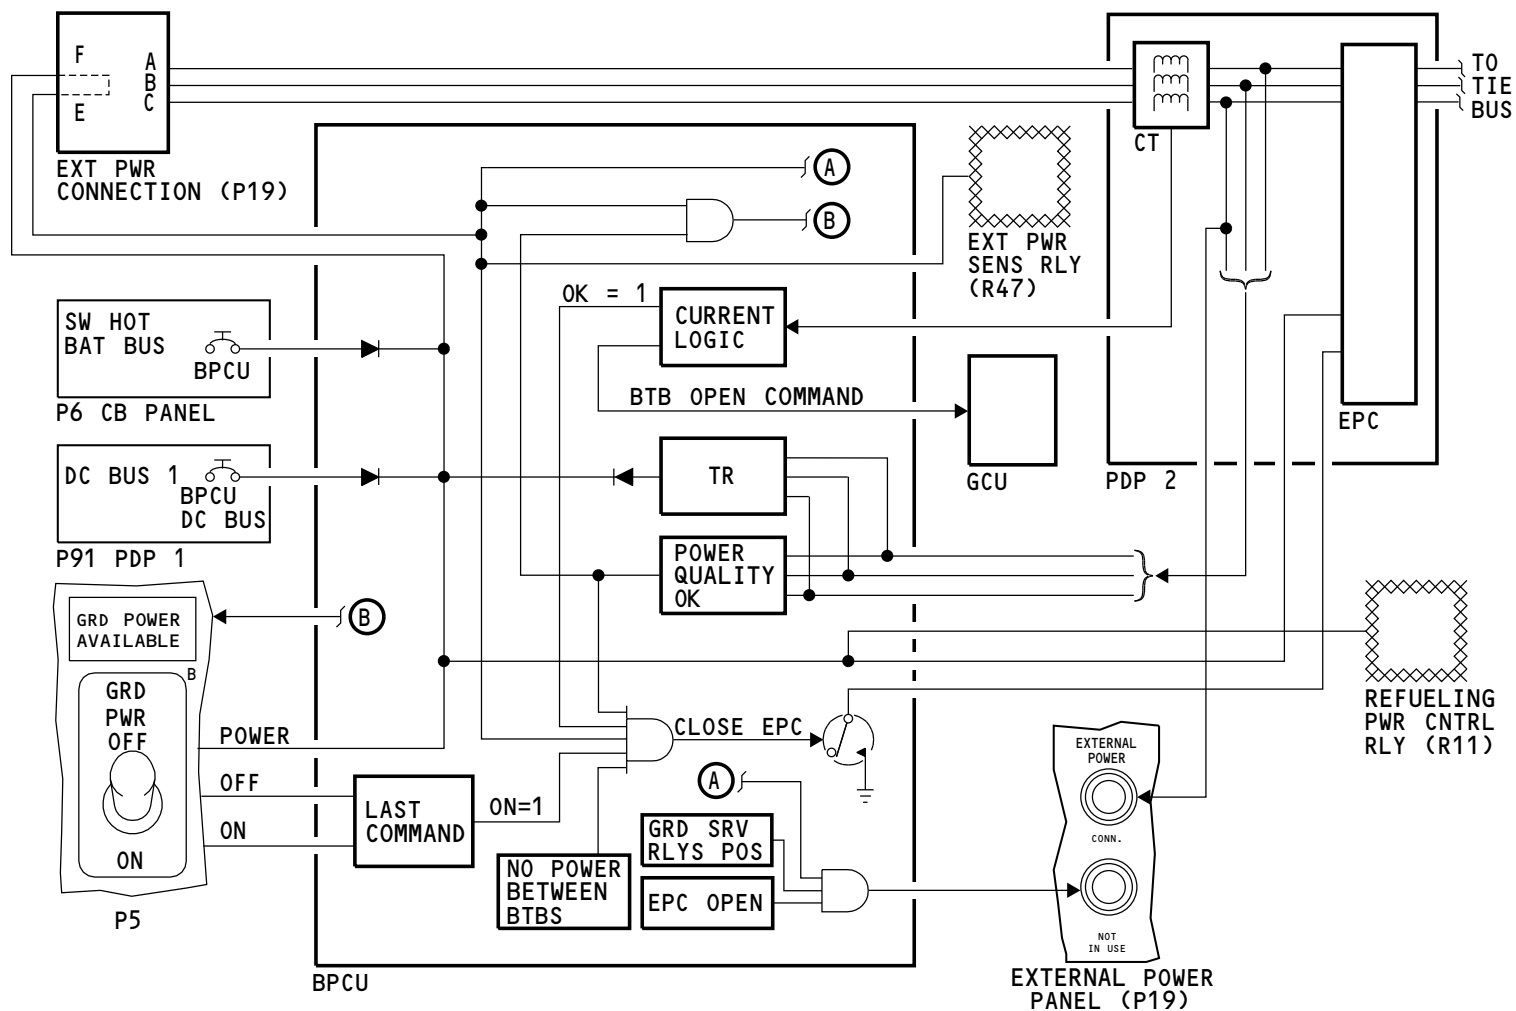 F
E
A
B
C
EXT PWR
CONNECTION (P19)
CT
TO
TIE
BUS
A
B
EXT PWR
SENS RLY
(R47)
SW HOT
BAT BUS
BPCU
P6 CB PANEL
OK = 1
CURRENT
LOGIC
BTB OPEN COMMAND
GCU
EPC
PDP 2
DC BUS 1
BPCU
DC BUS
P91 PDP 1
TR
POWER
QUALITY
OK
GRD POWER
AVAILABLE
B
B
GRD
PWR
OFF
ON
P5
POWER
OFF
ON
LAST
COMMAND
ON=1
CLOSE EPC
A
NO POWER
BETWEEN
BTBS
GRD SRV
RLYS POS
EPC OPEN
BPCU
REFUELING
PWR CNTRL
RLY (R11)
EXTERNAL
POWER
CONN.
NOT
IN USE
EXTERNAL POWER
PANEL (P19)